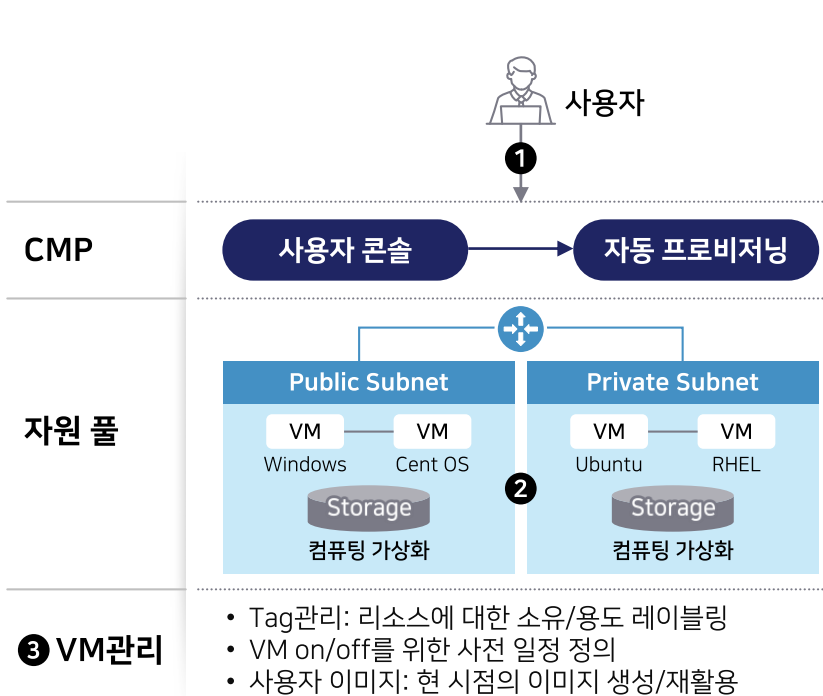 사용자
1
CMP
사용자 콘솔
자동 프로비저닝
자원 풀
Public Subnet
VM
VM
Windows
Cent OS
Storage
컴퓨팅 가상화
2
Private Subnet
VM
VM
Ubuntu
RHEL
Storage
컴퓨팅 가상화
3 VM관리
• Tag관리: 리소스에 대한 소유/용도 레이블링
• VM on/off를 위한 사전 일정 정의
• 사용자 이미지: 현 시점의 이미지 생성/재활용